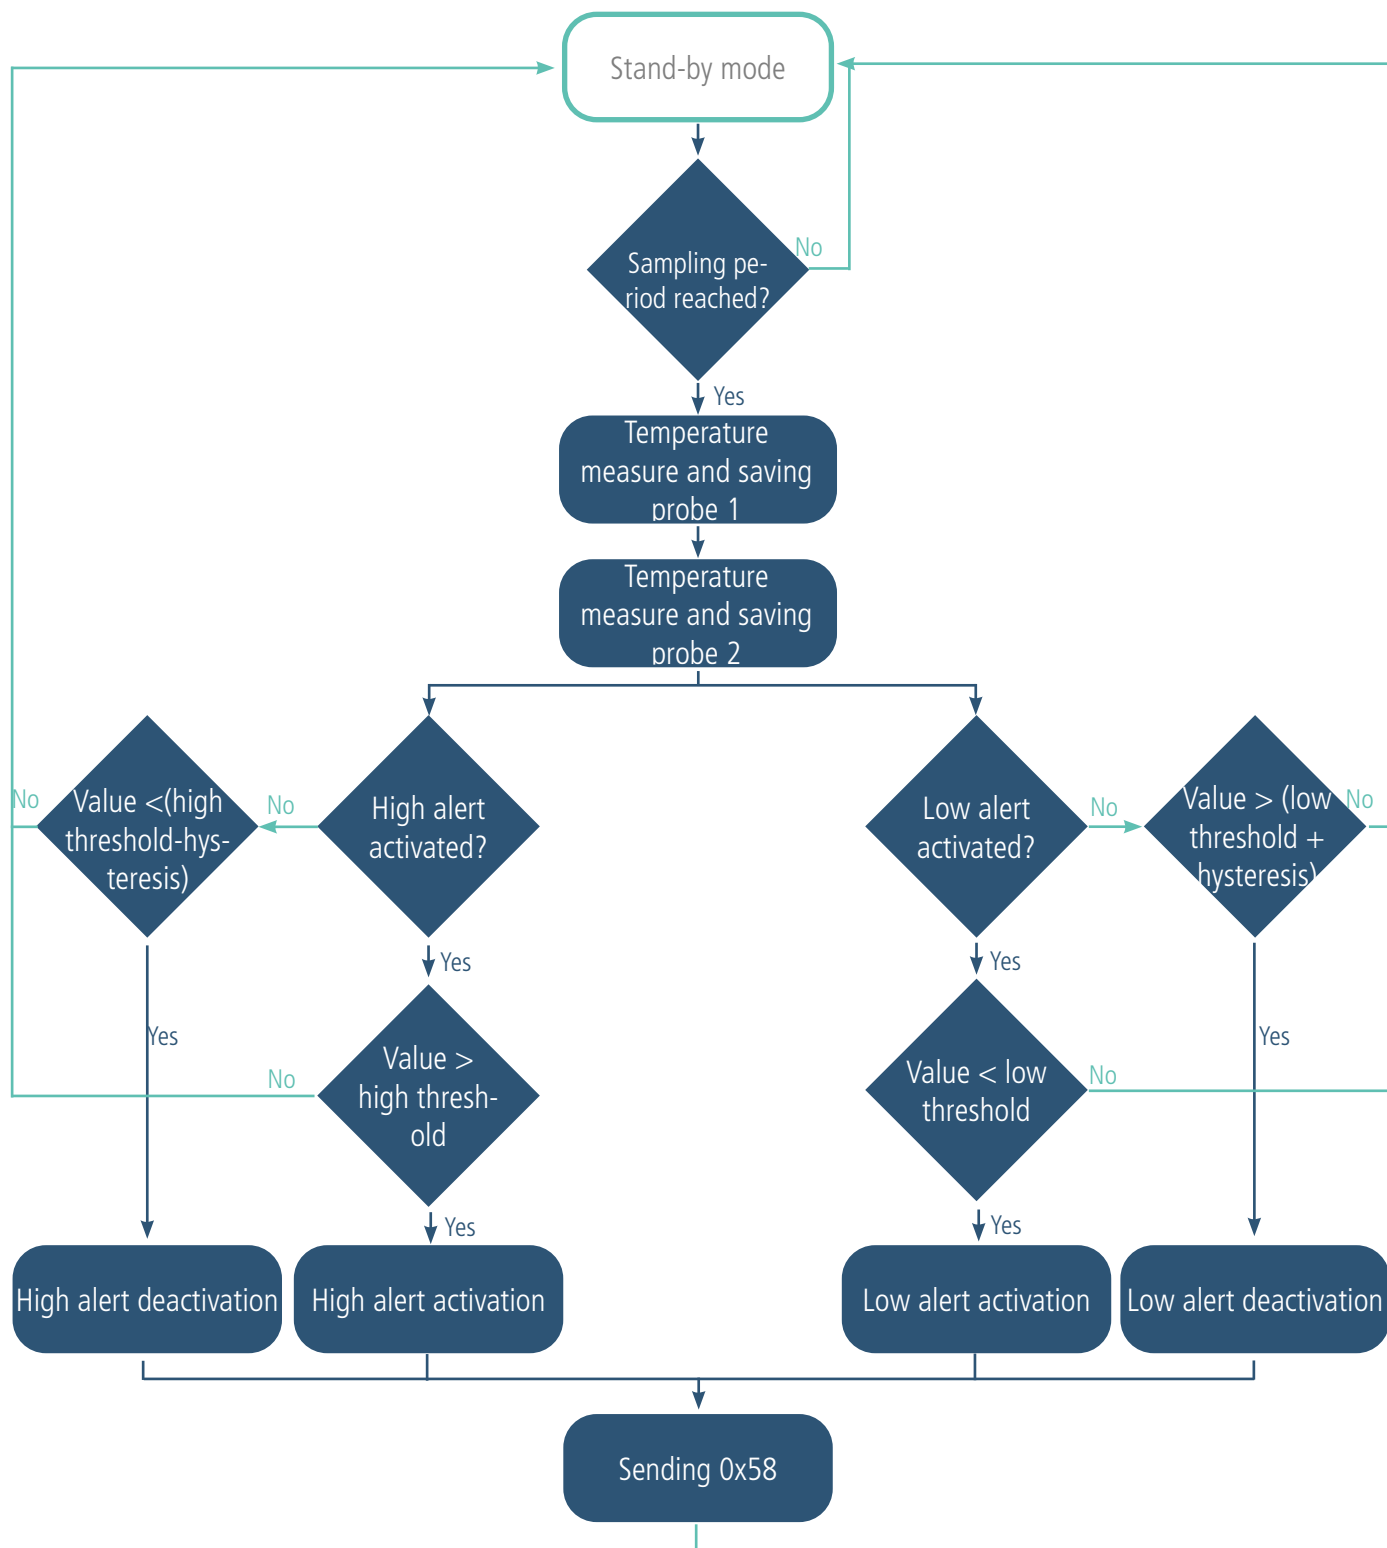 Stand-by mode
No
Sampling pe-
riod reached?
Yes
Temperature
measure and saving
probe 1
Temperature
measure and saving
probe 2
No
Value <(high
threshold-hys-
teresis)
No
High alert
activated?
Low alert
activated?
No
Value > (low
threshold +
hysteresis)
No
Yes
Yes
Yes
Yes
No
Value >
high thresh-
old
Value < low
threshold
No
Yes
Yes
High alert deactivation
High alert activation
Low alert activation
Low alert deactivation
Sending 0x58